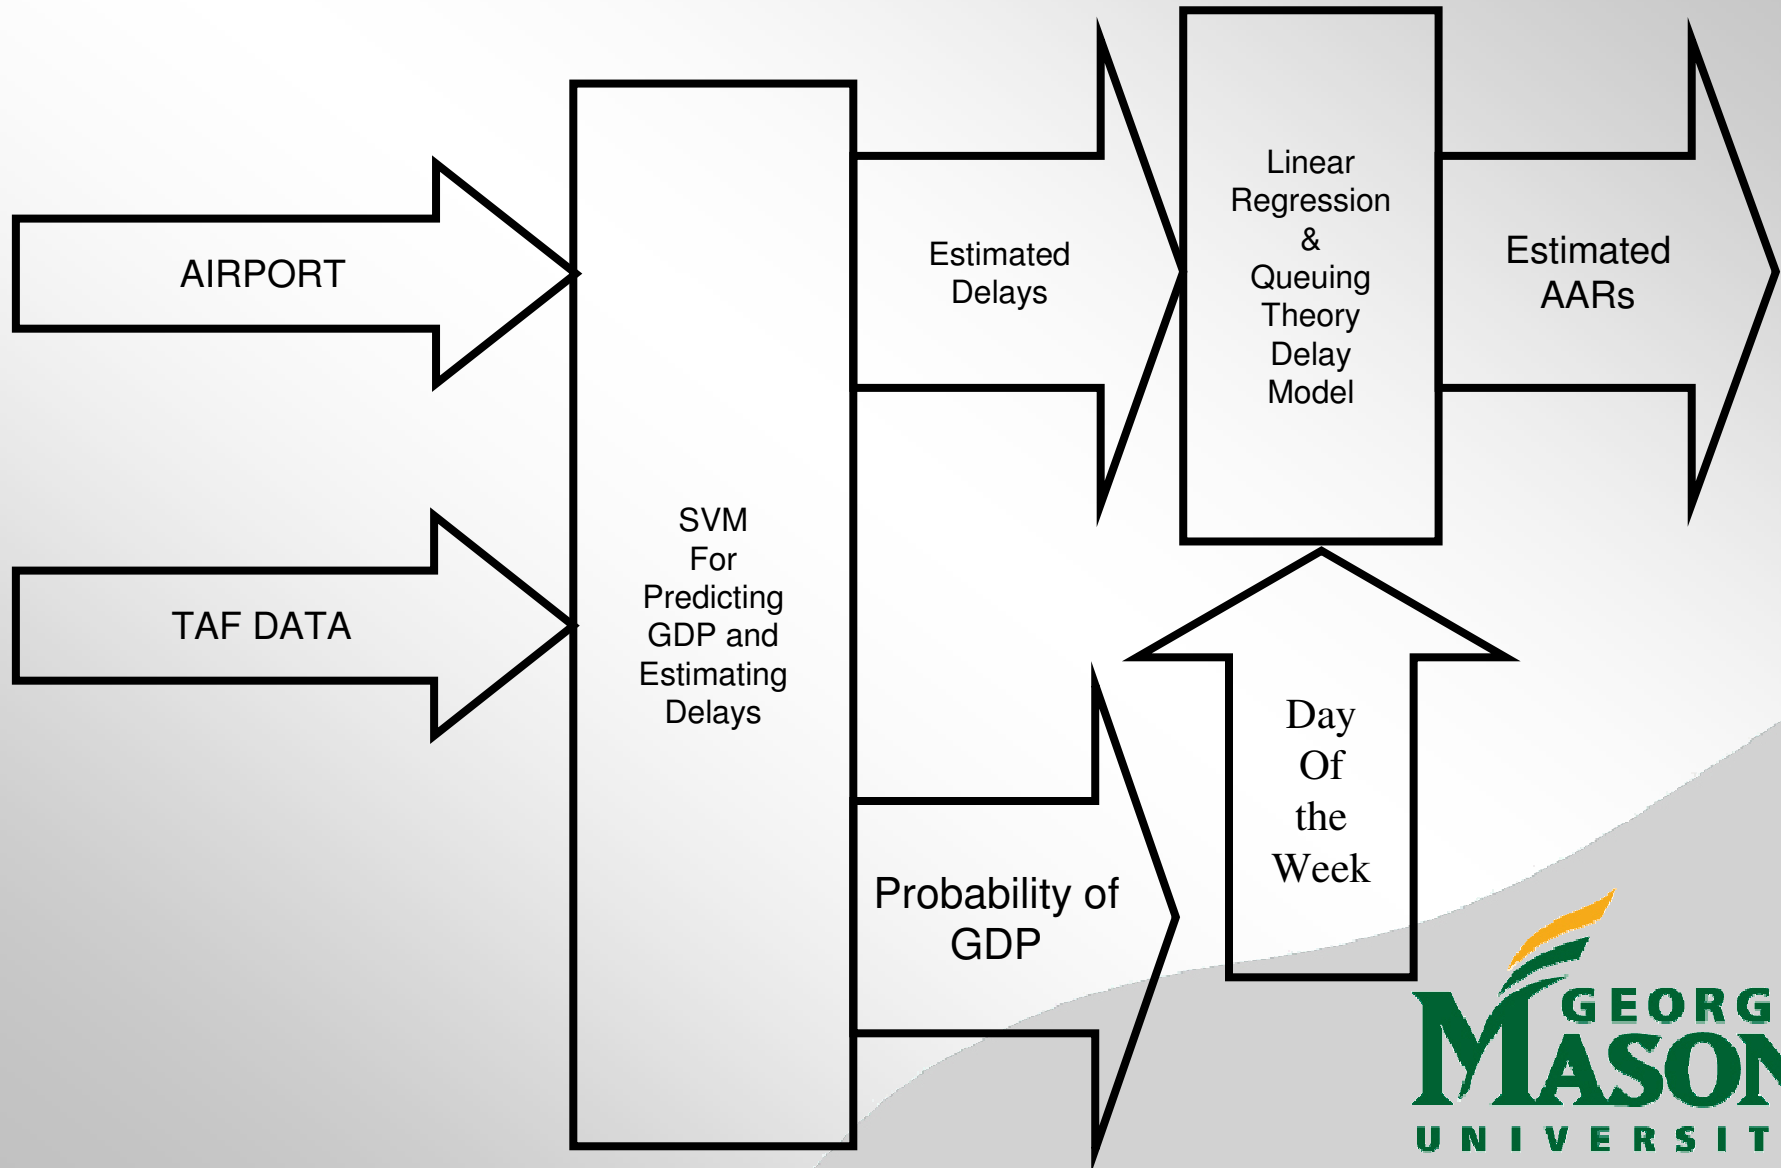 AIRPORT
TAF DATA
SVM
For
Predicting
GDP and
Estimating
Delays
Estimated
Delays
Probability of
GDP
Linear
Regression
&
Queuing
Theory
Delay
Model
Day
Of
the
Week
Estimated
AARs
GEORG
MASON
UNIVERSIT